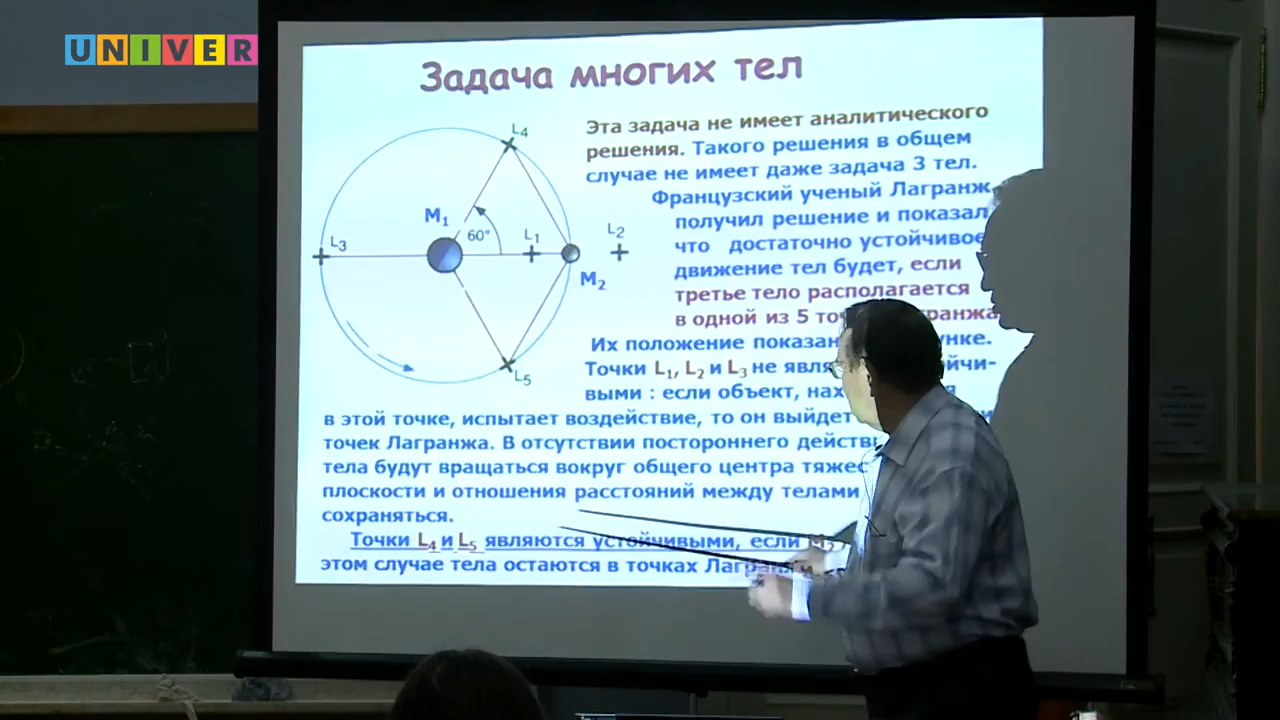 UNIVER
Задача многих тел
Эта задача не имеет аналитического
решения. Такого решения в общем
случае не имеет даже задача 3 тел.
Французский ученый Лагранж
получил решение и показал
что достаточно устойчивое
движение тел будет, если
третье тело располагается
в одной из 5
Их положение
Точки L₁, L₂ и L₃ не
выми : если объект,
в этой точке, испытает воздействие, то он выйдет
точек Лагранжа. В отсутствии постороннего
тела будут вращаться вокруг общего центра
плоскости и отношения расстояний между телами
сохраняться.
Точки L₄ и L₅ являются устойчивыми, если
этом случае тела остаются в точках
L₄
M₁
60°
L₃
L₁
L₂
M₂
L₅